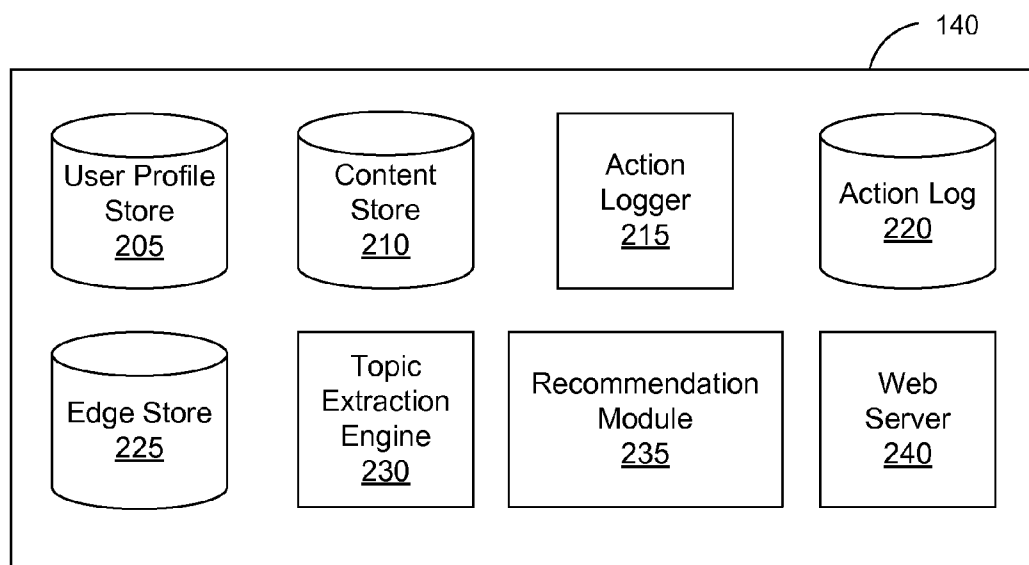 140
User Profile
Store
205
Content
Store
210
Action
Logger
215
Action Log
220
Edge Store
225
Topic
Extraction
Engine
230
Recommendation
Module
235
Web
Server
240